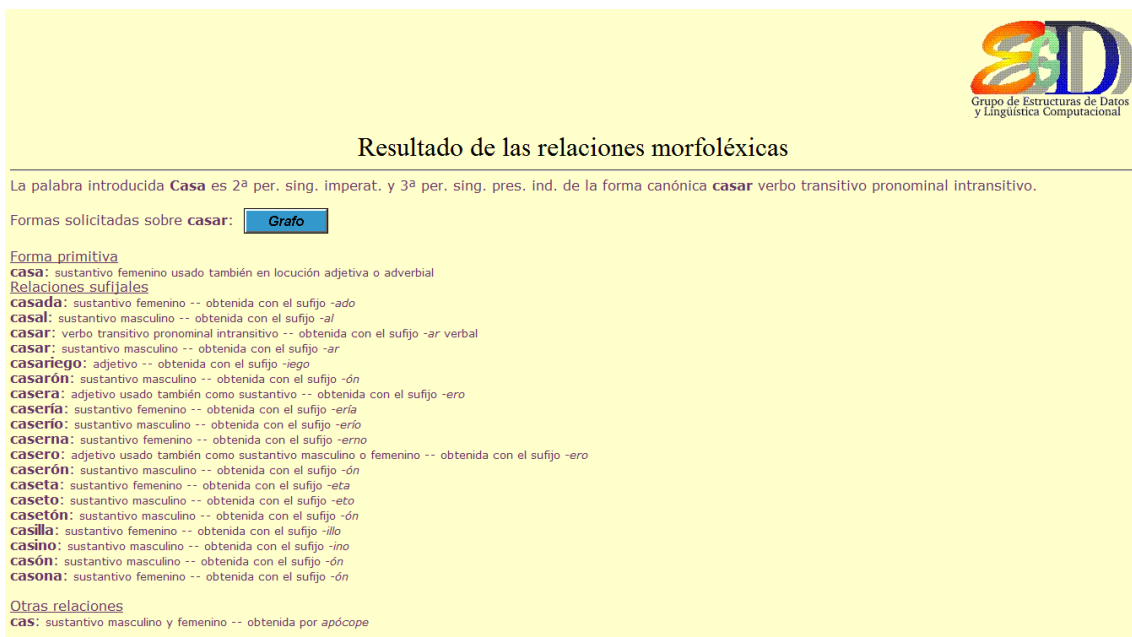 EGD
Grupo de Estructuras de Datos
y Lingüística Computacional
Resultado de las relaciones morfoléxicas
La palabra introducida Casa es 2ª per. sing. imperat. y 3ª per. sing. pres. ind. de la forma canónica casar verbo transitivo pronominal intransitivo.
Formas solicitadas sobre casar: Grafo
Forma primitiva
casa: sustantivo femenino usado también en locución adjetiva o adverbial
Relaciones sufijales
casada: sustantivo femenino -- obtenida con el sufijo -ado
casal: sustantivo masculino -- obtenida con el sufijo -al
casar: verbo transitivo pronominal intransitivo -- obtenida con el sufijo -ar verbal
casar: sustantivo masculino -- obtenida con el sufijo -ar
casariego: adjetivo -- obtenida con el sufijo -iego
casarón: sustantivo masculino -- obtenida con el sufijo -ón
casera: adjetivo usado también como sustantivo -- obtenida con el sufijo -ero
casería: sustantivo femenino -- obtenida con el sufijo -ería
caserío: sustantivo masculino -- obtenida con el sufijo -erío
caserna: sustantivo femenino -- obtenida con el sufijo -erno
casero: adjetivo usado también como sustantivo masculino o femenino -- obtenida con el sufijo -ero
caserón: sustantivo masculino -- obtenida con el sufijo -ón
caseta: sustantivo femenino -- obtenida con el sufijo -eta
caseto: sustantivo masculino -- obtenida con el sufijo -eto
casetón: sustantivo masculino -- obtenida con el sufijo -ón
casilla: sustantivo femenino -- obtenida con el sufijo -illo
casino: sustantivo masculino -- obtenida con el sufijo -ino
casón: sustantivo masculino -- obtenida con el sufijo -ón
casona: sustantivo femenino -- obtenida con el sufijo -ón
Otras relaciones
cas: sustantivo masculino y femenino -- obtenida por apócope